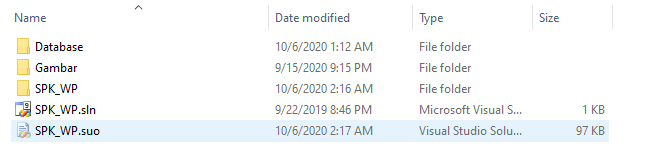 Name Date modified Type Size
Database 10/6/2020 1:12 AM File folder
Gambar 9/15/2020 9:15 PM File folder
SPK_WP 10/6/2020 2:16 AM File folder
SPK_WP.sln 9/22/2019 8:46 PM Microsoft Visual S... 1 KB
SPK_WP.suo 10/6/2020 2:17 AM Visual Studio Solu... 97 KB